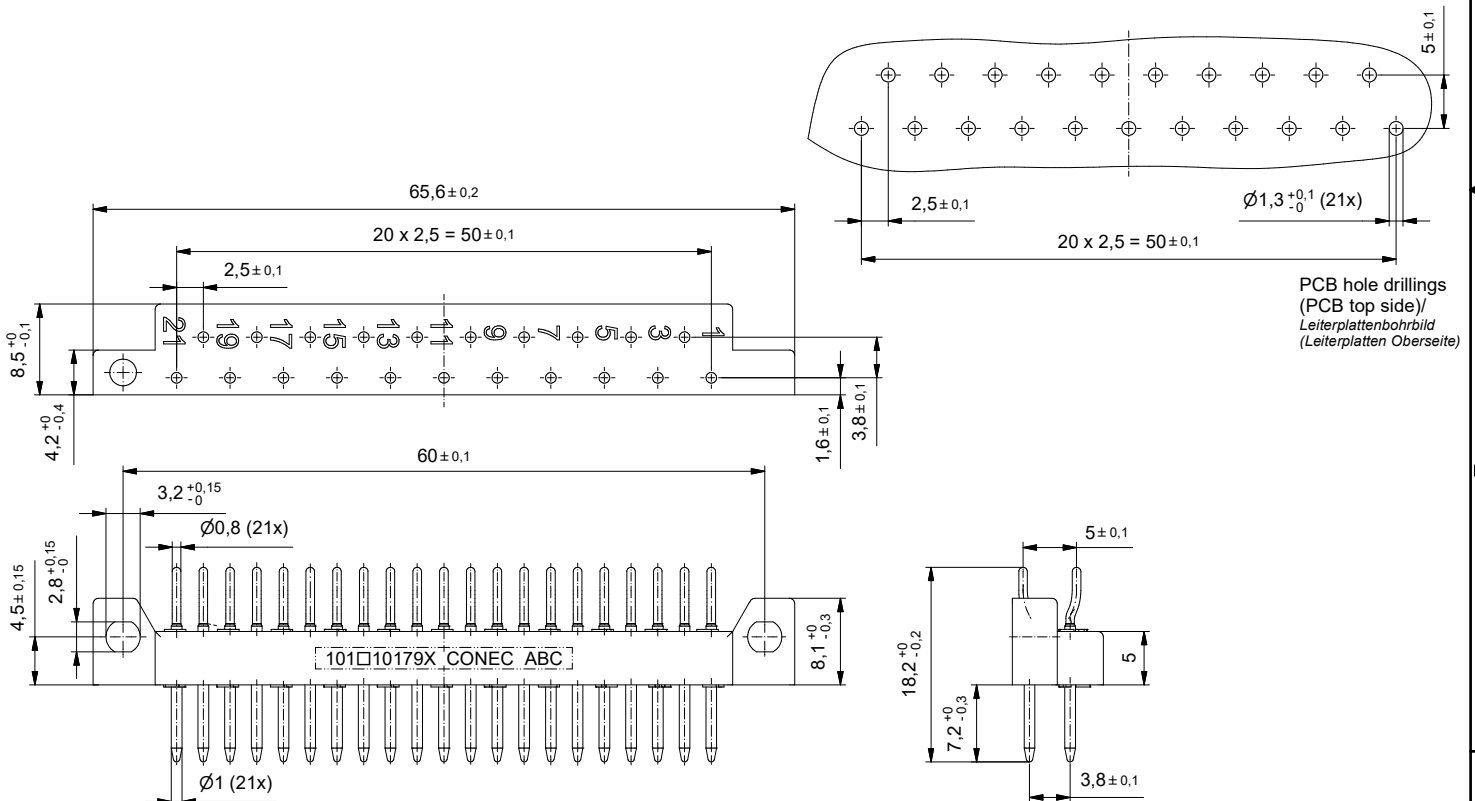 5±0,1
2,5±0,1
Ø1,3 +0,1 -0 (21x)
20 x 2,5 = 50±0,1
PCB hole drillings
(PCB top side)/
Leiterplattenbohrbild
(Leiterplatten Oberseite)
65,6±0,2
20 x 2,5 = 50±0,1
2,5±0,1
21 19 17 15 13 11 9 7 5 3 1
8,5 +0 -0,1
4,2 +0 -0,4
1,6±0,1
3,8±0,1
60±0,1
3,2 +0,15 -0
Ø0,8 (21x)
2,8 +0,15 -0
4,5±0,15
101□10179X CONEC ABC
8,1 +0 -0,3
Ø1 (21x)
5±0,1
18,2 +0 -0,2
7,2 +0 -0,3
5
3,8±0,1